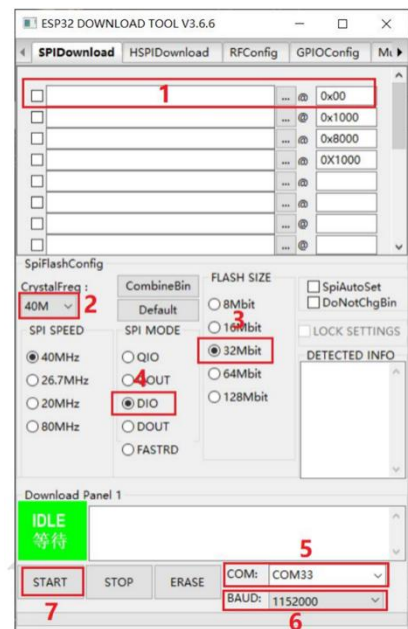 ESP32 DOWNLOAD TOOL V3.6.6
SPIDownload HSPIDownload RFConfig GPIOConfig
1 ... @ 0x00
... @ 0x1000
... @ 0x8000
... @ 0X1000
... @
... @
... @
... @
SpiFlashConfig
CrystalFreq :
40M 2
CombineBin
Default
SPI SPEED
40MHz
26.7MHz
20MHz
80MHz
SPI MODE
QIO
4
DIO
DOUT
FASTRD
FLASH SIZE
8Mbit
16Mbit
3
32Mbit
64Mbit
128Mbit
SpiAutoSet
DoNotChgBin
LOCK SETTINGS
DETECTED INFO
Download Panel 1
IDLE
等待
5
START STOP ERASE COM: COM33
7 BAUD: 1152000
6